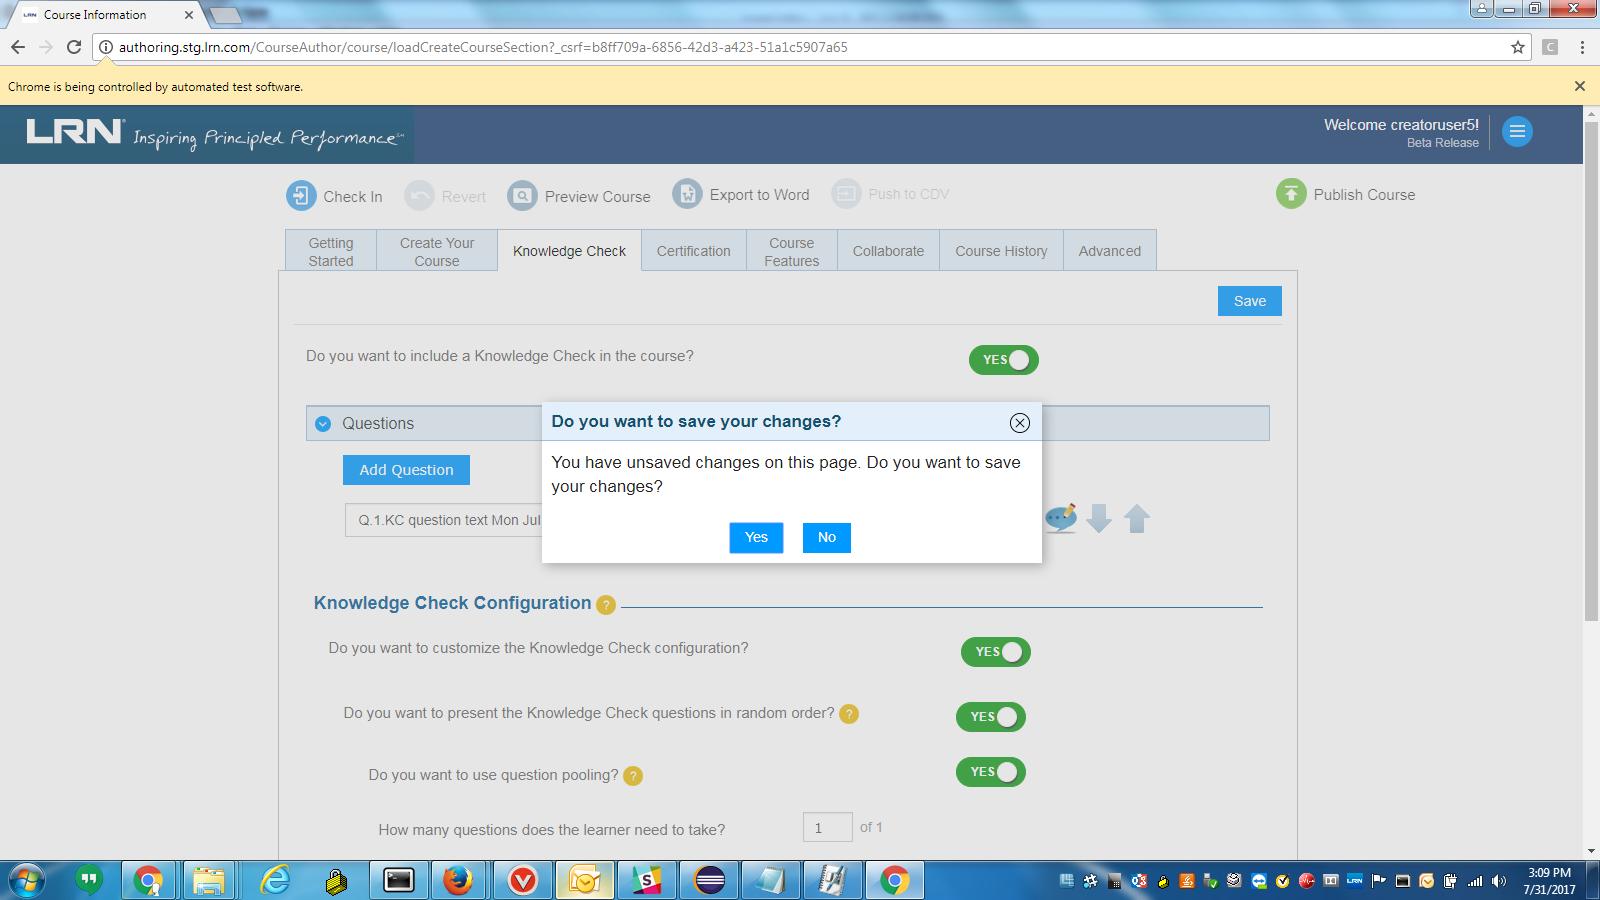 LRN Course Information
authoring.stg.lrn.com/CourseAuthor/course/loadCreateCourseSection?_csrf=b8ff709a-6856-42d3-a423-51a1c5907a65
C
Chrome is being controlled by automated test software.
LRN Inspiring Principled Performance
Welcome creatoruser5!
Beta Release
Check In
Revert
Preview Course
Export to Word
Push to CDV
Publish Course
Getting Started
Create Your Course
Knowledge Check
Certification
Course Features
Collaborate
Course History
Advanced
Save
Do you want to include a Knowledge Check in the course?
YES
Questions
Do you want to save your changes?
You have unsaved changes on this page. Do you want to save
your changes?
Yes
No
Add Question
Q.1.KC question text Mon Jul
Knowledge Check Configuration ?
Do you want to customize the Knowledge Check configuration?
YES
Do you want to present the Knowledge Check questions in random order? ?
YES
Do you want to use question pooling? ?
YES
How many questions does the learner need to take?
1 of 1
LRN
3:09 PM
7/31/2017